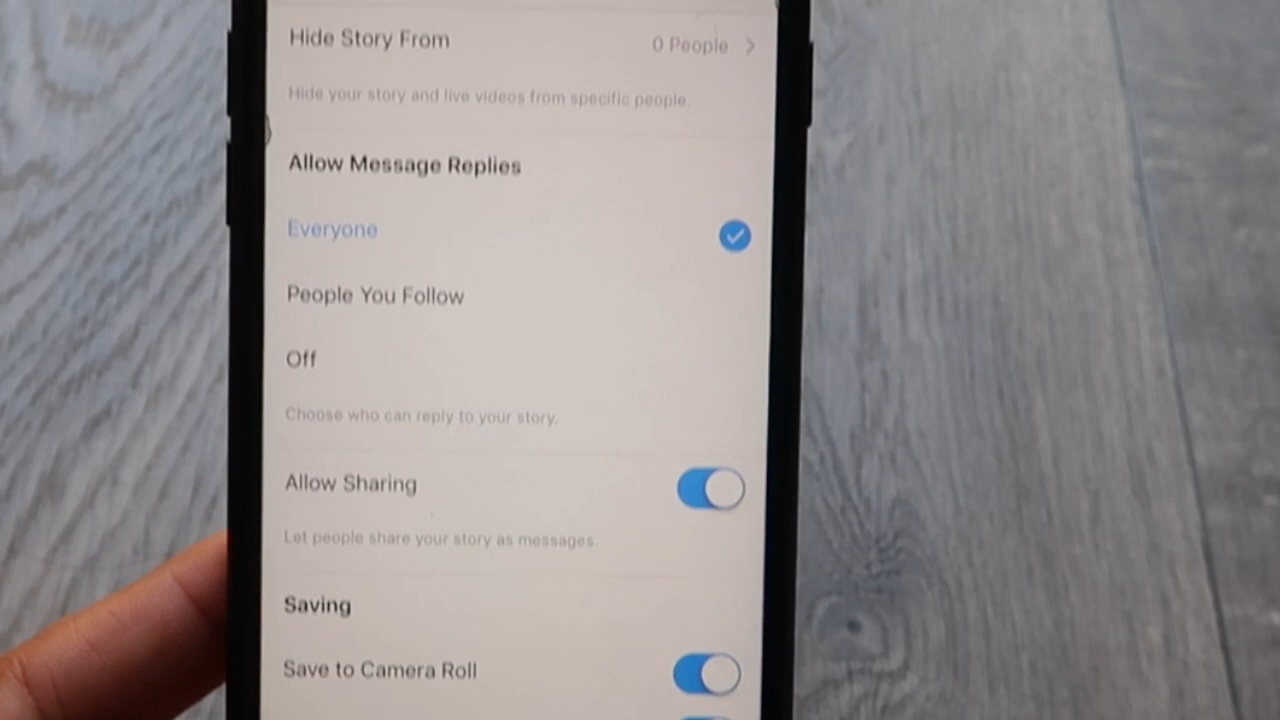 Hide Story From
0 People
Hide your story and live videos from specific people.
Allow Message Replies
Everyone
People You Follow
Off
Choose who can reply to your story.
Allow Sharing
Let people share your story as messages.
Saving
Save to Camera Roll